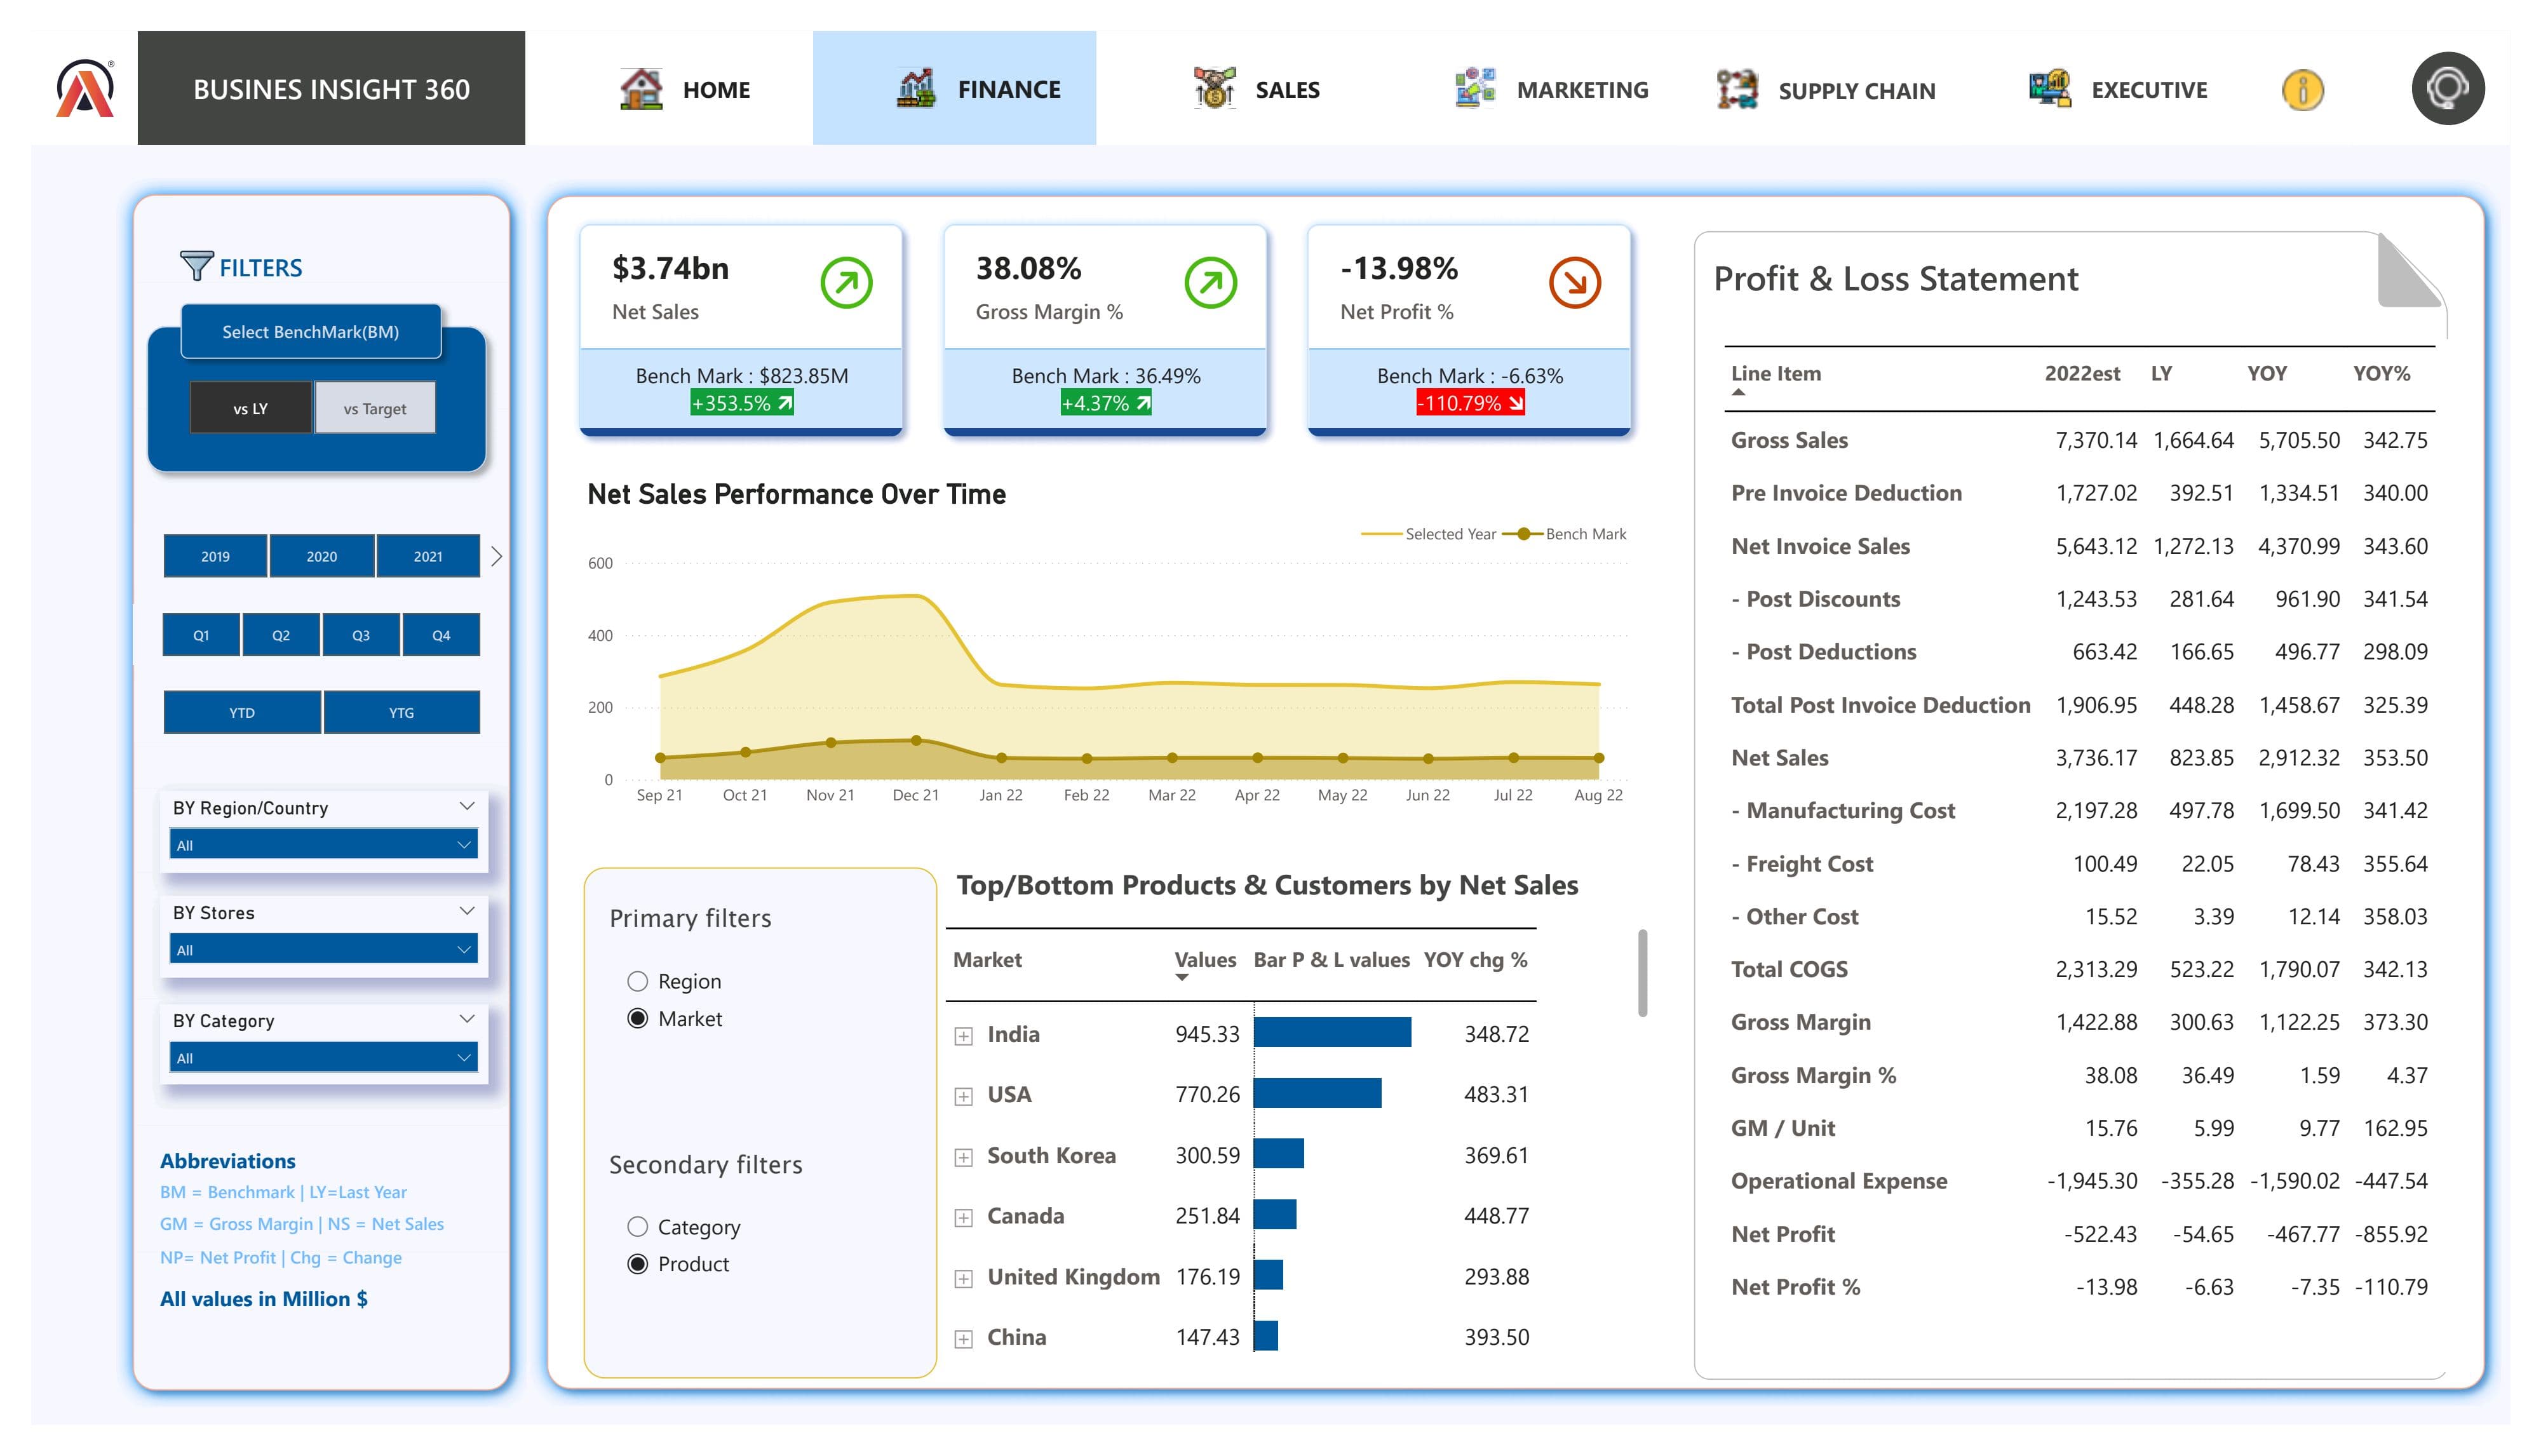 BUSINES INSIGHT 360
HOME
FINANCE
SALES
MARKETING
SUPPLY CHAIN
EXECUTIVE
FILTERS
Select BenchMark(BM)
vs LY
vs Target
2019
2020
2021
Q1
Q2
Q3
Q4
YTD
YTG
BY Region/Country
All
BY Stores
All
BY Category
All
Abbreviations
BM = Benchmark | LY=Last Year
GM = Gross Margin | NS = Net Sales
NP= Net Profit | Chg = Change
All values in Million $
$3.74bn
Net Sales
Bench Mark : $823.85M
+353.5%
38.08%
Gross Margin %
Bench Mark : 36.49%
+4.37%
-13.98%
Net Profit %
Bench Mark : -6.63%
-110.79%
Net Sales Performance Over Time
Selected Year
Bench Mark
600
400
200
0
Sep 21 Oct 21 Nov 21 Dec 21 Jan 22 Feb 22 Mar 22 Apr 22 May 22 Jun 22 Jul 22 Aug 22
Primary filters
Region
Market
Secondary filters
Category
Product
Top/Bottom Products & Customers by Net Sales
Market Values Bar P & L values YOY chg %
India 945.33 348.72
USA 770.26 483.31
South Korea 300.59 369.61
Canada 251.84 448.77
United Kingdom 176.19 293.88
China 147.43 393.50
Profit & Loss Statement
Line Item 2022est LY YOY YOY%
Gross Sales 7,370.14 1,664.64 5,705.50 342.75
Pre Invoice Deduction 1,727.02 392.51 1,334.51 340.00
Net Invoice Sales 5,643.12 1,272.13 4,370.99 343.60
- Post Discounts 1,243.53 281.64 961.90 341.54
- Post Deductions 663.42 166.65 496.77 298.09
Total Post Invoice Deduction 1,906.95 448.28 1,458.67 325.39
Net Sales 3,736.17 823.85 2,912.32 353.50
- Manufacturing Cost 2,197.28 497.78 1,699.50 341.42
- Freight Cost 100.49 22.05 78.43 355.64
- Other Cost 15.52 3.39 12.14 358.03
Total COGS 2,313.29 523.22 1,790.07 342.13
Gross Margin 1,422.88 300.63 1,122.25 373.30
Gross Margin % 38.08 36.49 1.59 4.37
GM / Unit 15.76 5.99 9.77 162.95
Operational Expense -1,945.30 -355.28 -1,590.02 -447.54
Net Profit -522.43 -54.65 -467.77 -855.92
Net Profit % -13.98 -6.63 -7.35 -110.79